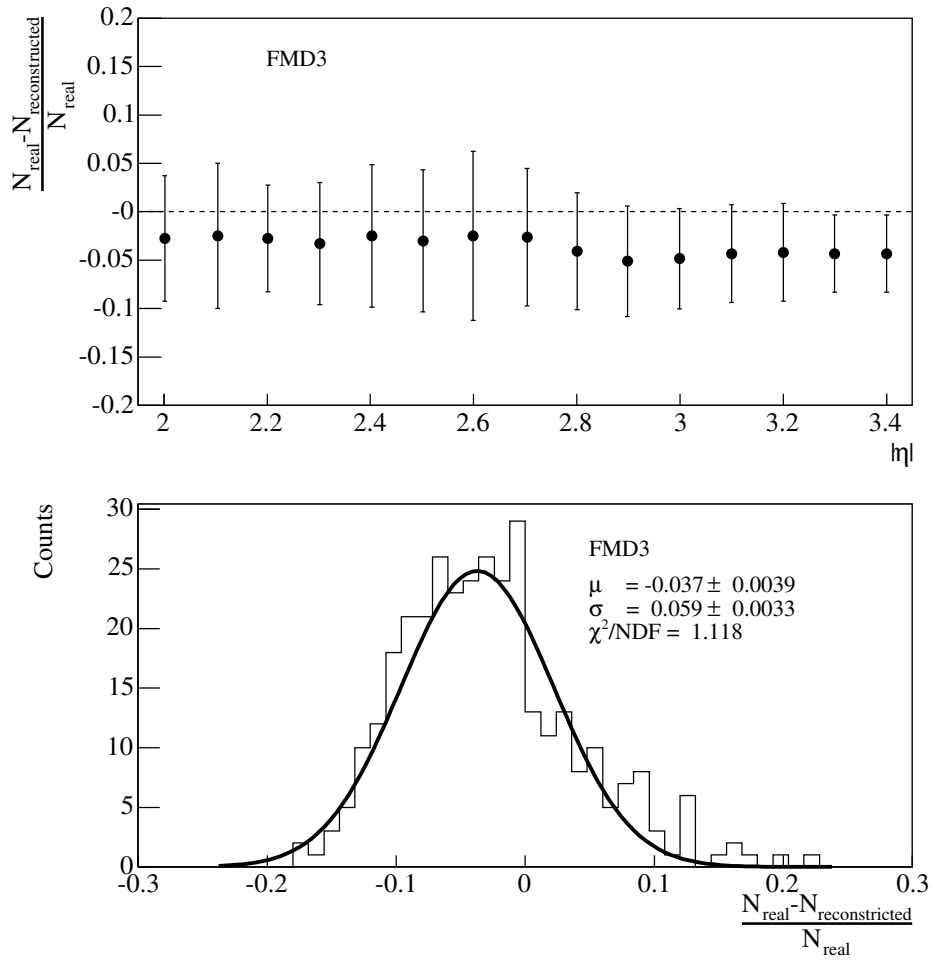 N_real-N_reconstructed
N_real
0.2
0.15
0.1
0.05
-0
-0.05
-0.1
-0.15
-0.2
FMD3
2 2.2 2.4 2.6 2.8 3 3.2 3.4
|η|
Counts
30
25
20
15
10
5
0
FMD3
μ = -0.037 ± 0.0039
σ = 0.059 ± 0.0033
χ²/NDF = 1.118
-0.3 -0.2 -0.1 0 0.1 0.2 0.3
N_real-N_reconstricted
N_real